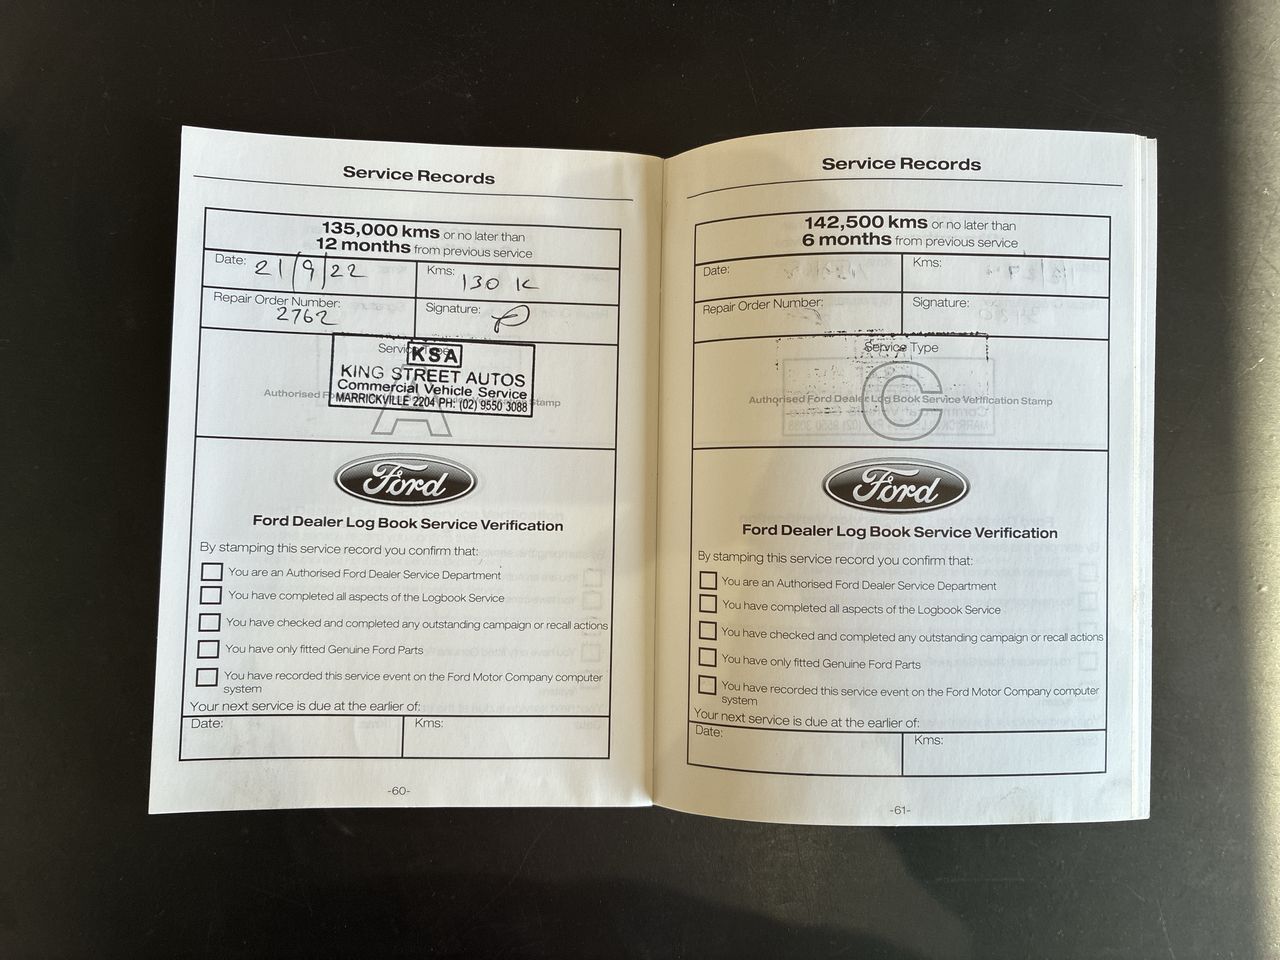 Service Records
135,000 kms or no later than
12 months from previous service
Date: 21/9/22
Kms: 130 K
Repair Order Number: 2762
Signature:
Service Type
KSA
KING STREET AUTOS
Commercial Vehicle Service
MARRICKVILLE 2204 PH: (02) 9550 3088
Authorised Fo
Stamp
A
Ford
Ford Dealer Log Book Service Verification
By stamping this service record you confirm that:
You are an Authorised Ford Dealer Service Department
You have completed all aspects of the Logbook Service
You have checked and completed any outstanding campaign or recall actions
You have only fitted Genuine Ford Parts
You have recorded this service event on the Ford Motor Company computer
system
Your next service is due at the earlier of:
Date:
Kms:
-60-
Service Records
142,500 kms or no later than
6 months from previous service
Date:
Kms:
Repair Order Number:
Signature:
Service Type
C
Authorised Ford Dealer Log Book Service Verification Stamp
Ford
Ford Dealer Log Book Service Verification
By stamping this service record you confirm that:
You are an Authorised Ford Dealer Service Department
You have completed all aspects of the Logbook Service
You have checked and completed any outstanding campaign or recall actions
You have only fitted Genuine Ford Parts
You have recorded this service event on the Ford Motor Company computer
system
Your next service is due at the earlier of:
Date:
Kms:
-61-